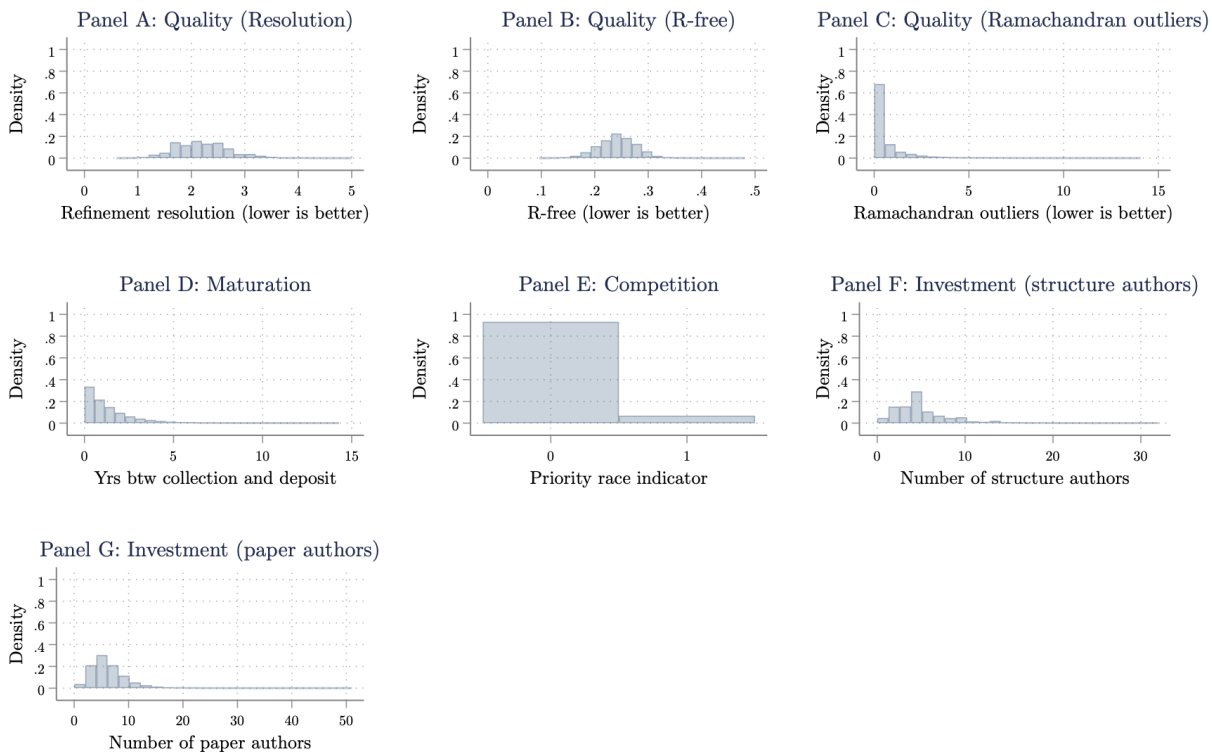 Panel A: Quality (Resolution)
Density
1
.8
.6
.4
.2
0
0 1 2 3 4 5
Refinement resolution (lower is better)
Panel B: Quality (R-free)
Density
1
.8
.6
.4
.2
0
0 .1 .2 .3 .4 .5
R-free (lower is better)
Panel C: Quality (Ramachandran outliers)
Density
1
.8
.6
.4
.2
0
0 5 10 15
Ramachandran outliers (lower is better)
Panel D: Maturation
Density
1
.8
.6
.4
.2
0
0 5 10 15
Yrs btw collection and deposit
Panel E: Competition
Density
1
.8
.6
.4
.2
0
0 1
Priority race indicator
Panel F: Investment (structure authors)
Density
1
.8
.6
.4
.2
0
0 10 20 30
Number of structure authors
Panel G: Investment (paper authors)
Density
1
.8
.6
.4
.2
0
0 10 20 30 40 50
Number of paper authors